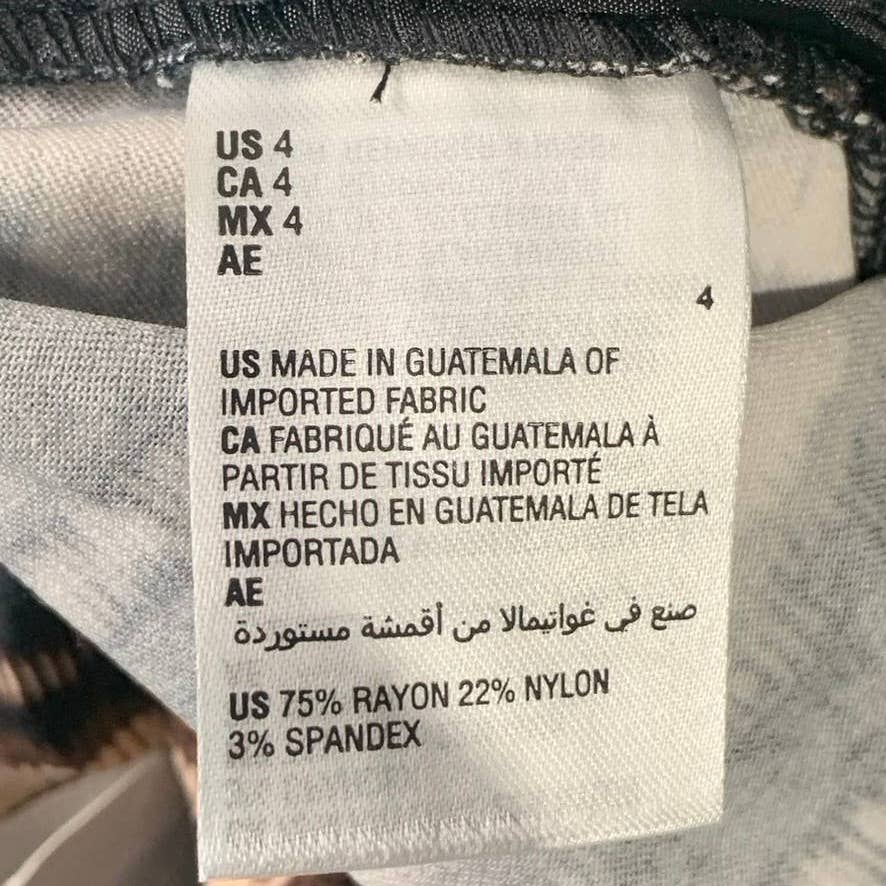 US 4
CA 4
MX 4
AE
4
US MADE IN GUATEMALA OF
IMPORTED FABRIC
CA FABRIQUÉ AU GUATEMALA À
PARTIR DE TISSU IMPORTÉ
MX HECHO EN GUATEMALA DE TELA
IMPORTADA
AE
صنع في غواتيمالا من أقمشة مستوردة
US 75% RAYON 22% NYLON
3% SPANDEX